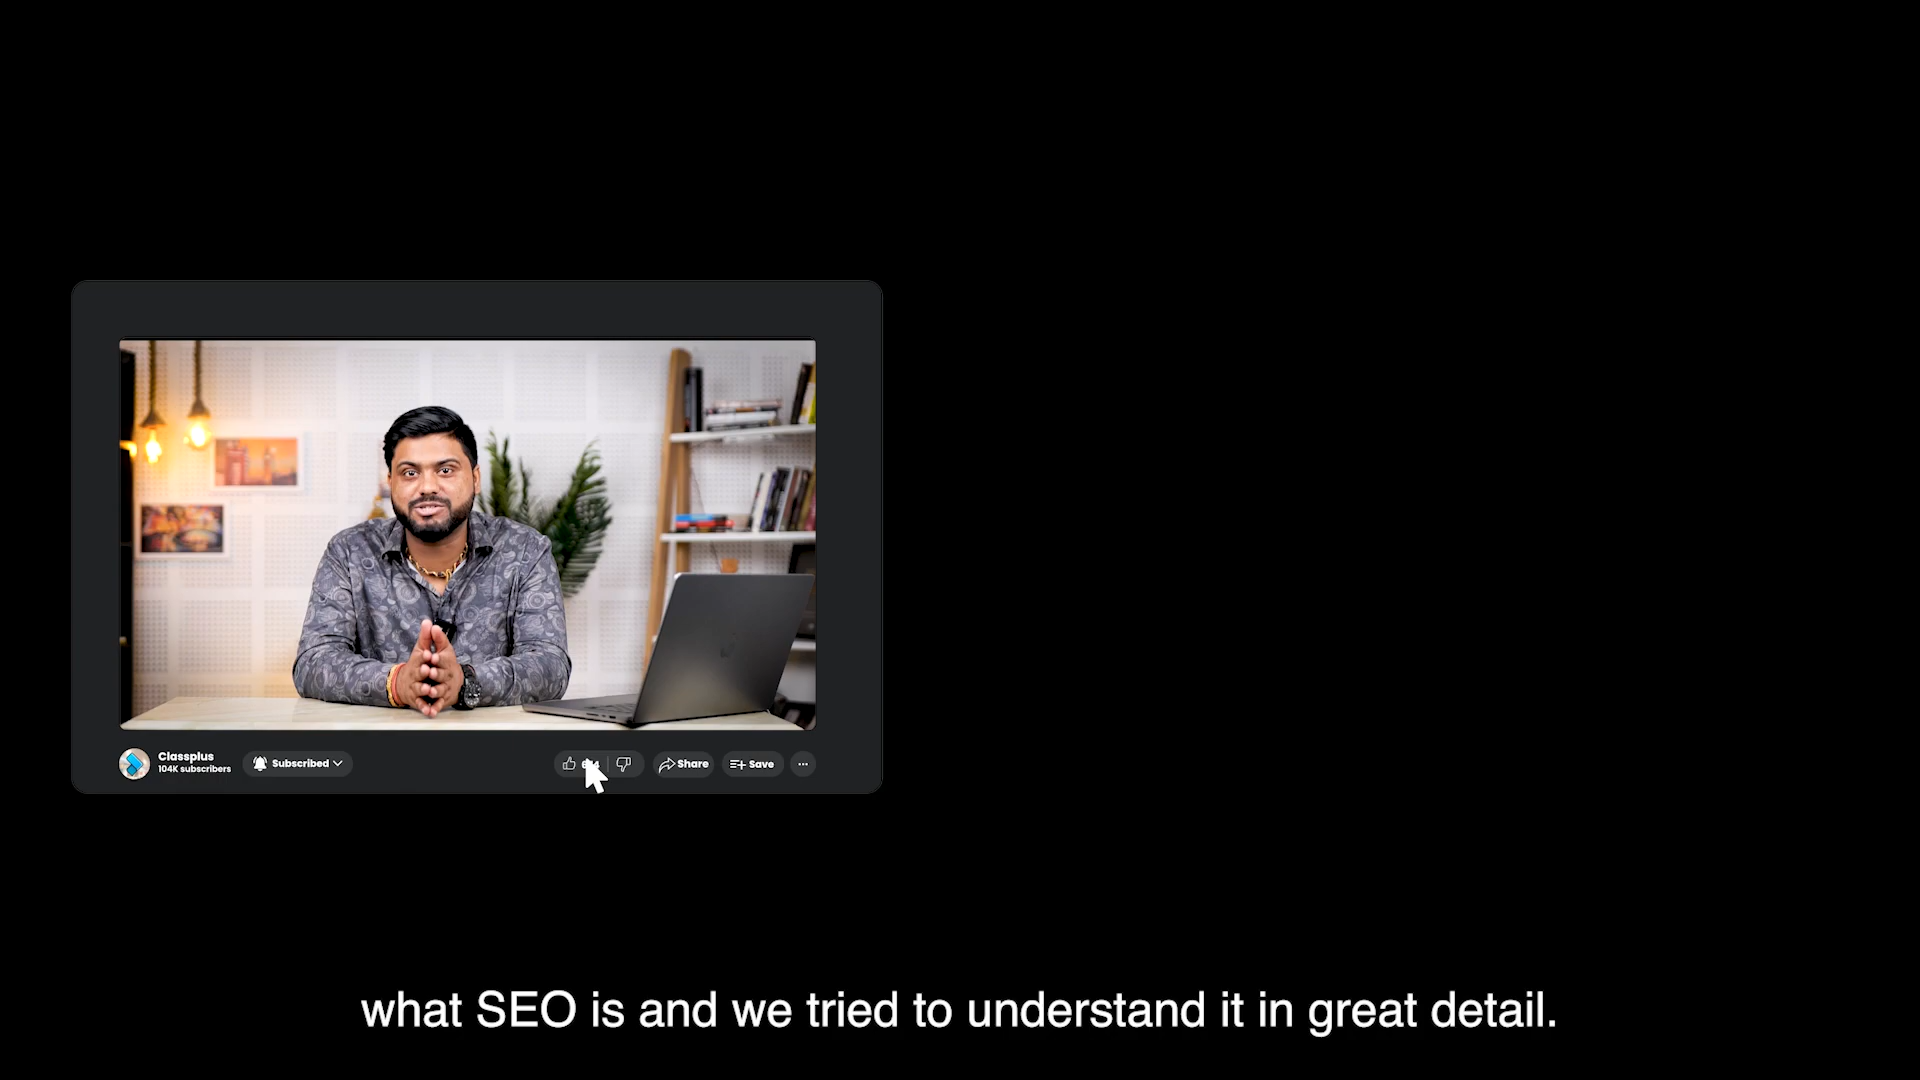 Classplus
104K subscribers
Subscribed
Share
Save
what SEO is and we tried to understand it in great detail.